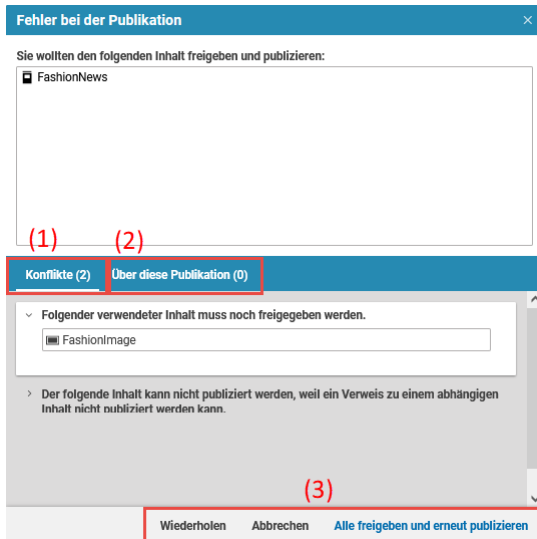 Fehler bei der Publikation
Sie wollten den folgenden Inhalt freigeben und publizieren:
FashionNews
(1) (2)
Konflikte (2) Über diese Publikation (0)
Folgender verwendeter Inhalt muss noch freigegeben werden.
FashionImage
Der folgende Inhalt kann nicht publiziert werden, weil ein Verweis zu einem abhängigen
Inhalt nicht publiziert werden kann.
(3)
Wiederholen Abbrechen Alle freigeben und erneut publizieren